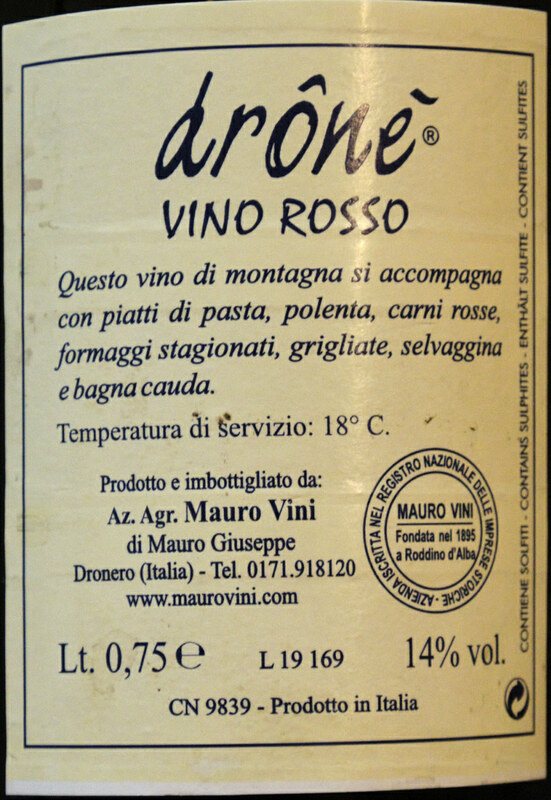 drônè®
VINO ROSSO
Questo vino di montagna si accompagna
con piatti di pasta, polenta, carni rosse,
formaggi stagionati, grigliate, selvaggina
e bagna cauda.
Temperatura di servizio: 18° C.
Prodotto e imbottigliato da:
Az. Agr. Mauro Vini
di Mauro Giuseppe
Dronero (Italia) - Tel. 0171.918120
www.maurovini.com
AZIENDA ISCRITTA NEL REGISTRO NAZIONALE DELLE IMPRESE STORICHE -
MAURO VINI
Fondata nel 1895
a Roddino d'Alba
Lt. 0,75 ℮
L 19 169
14% vol.
CN 9839 - Prodotto in Italia
CONTIENE SOLFITI - CONTAINS SULPHITES - ENTHÄLT SULFITE - CONTIENT SULFITES